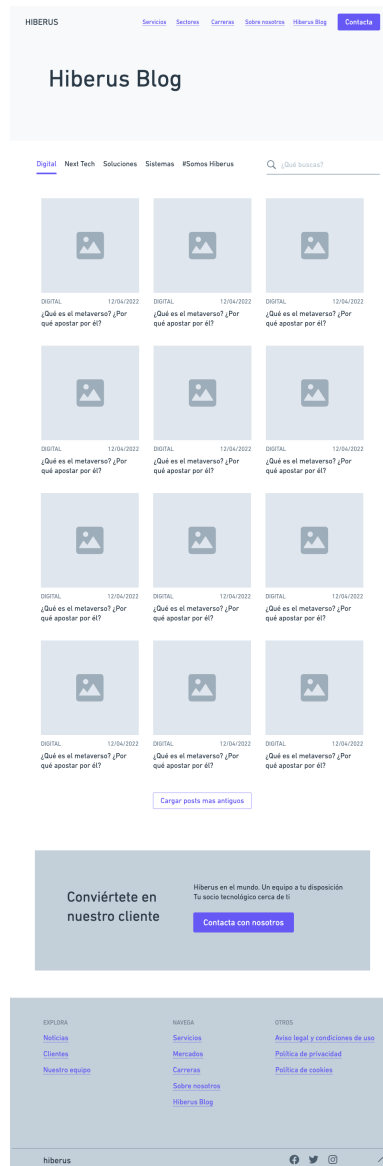 HIBERUS Servicios Sectores Carreras Sobre nosotros Hiberus Blog Contacta
Hiberus Blog
Digital Next Tech Soluciones Sistemas #Somos Hiberus ¿Qué buscas?
DIGITAL 12/04/2022 DIGITAL 12/04/2022 DIGITAL 12/04/2022
¿Qué es el metaverso? ¿Por ¿Qué es el metaverso? ¿Por ¿Qué es el metaverso? ¿Por
qué apostar por él? qué apostar por él? qué apostar por él?
DIGITAL 12/04/2022 DIGITAL 12/04/2022 DIGITAL 12/04/2022
¿Qué es el metaverso? ¿Por ¿Qué es el metaverso? ¿Por ¿Qué es el metaverso? ¿Por
qué apostar por él? qué apostar por él? qué apostar por él?
DIGITAL 12/04/2022 DIGITAL 12/04/2022 DIGITAL 12/04/2022
¿Qué es el metaverso? ¿Por ¿Qué es el metaverso? ¿Por ¿Qué es el metaverso? ¿Por
qué apostar por él? qué apostar por él? qué apostar por él?
DIGITAL 12/04/2022 DIGITAL 12/04/2022 DIGITAL 12/04/2022
¿Qué es el metaverso? ¿Por ¿Qué es el metaverso? ¿Por ¿Qué es el metaverso? ¿Por
qué apostar por él? qué apostar por él? qué apostar por él?
Cargar posts mas antiguos
Conviértete en
nuestro cliente
Hiberus en el mundo. Un equipo a tu disposición
Tu socio tecnológico cerca de ti
Contacta con nosotros
EXPLORA
Noticias
Clientes
Nuestro equipo
NAVEGA
Servicios
Mercados
Carreras
Sobre nosotros
Hiberus Blog
OTROS
Aviso legal y condiciones de uso
Política de privacidad
Política de cookies
hiberus